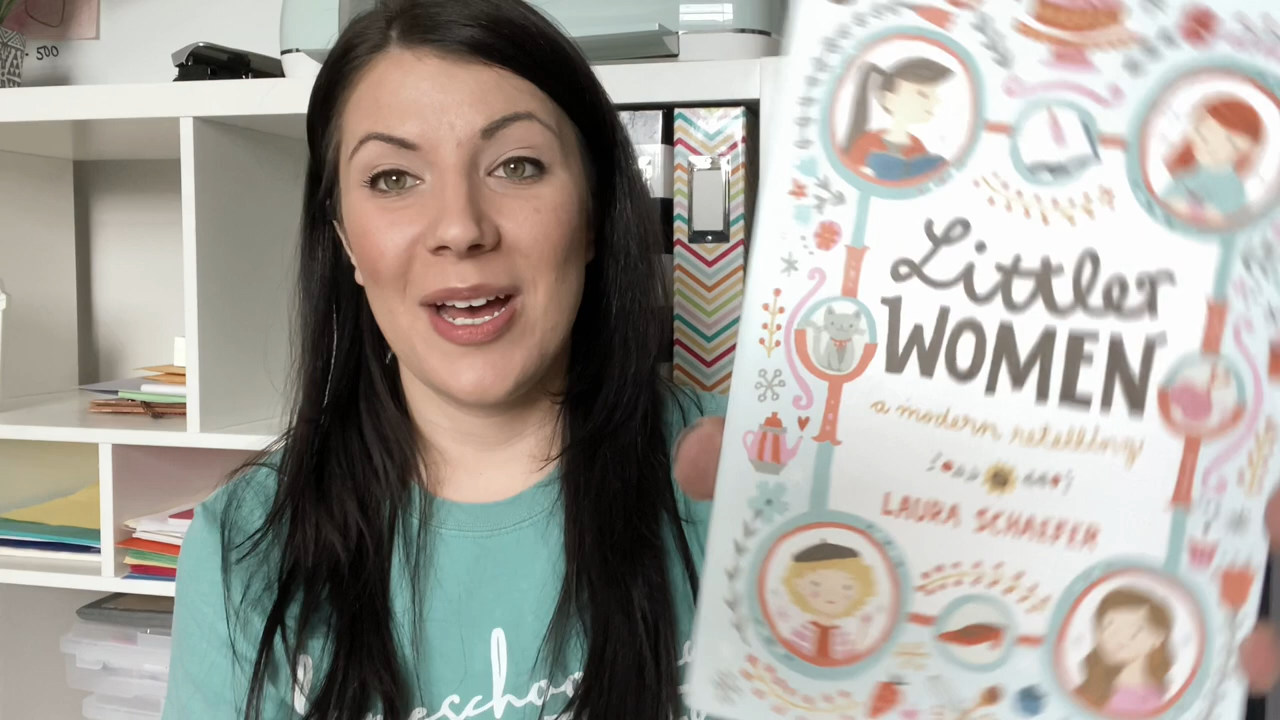 - 500
Littler
WOMEN
a modern retelling
LAURA SCHAEFER